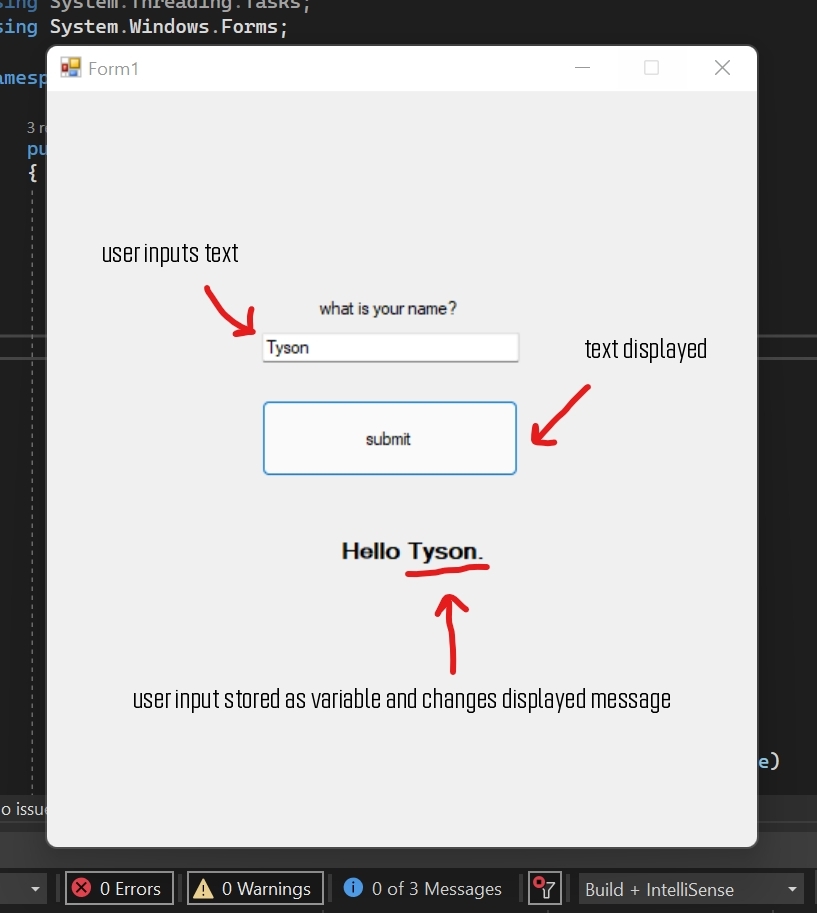 System.Threading.Tasks;
sing System.Windows.Forms;
Form1
amesp
3 r
pu
{
user inputs text
what is your name?
Tyson
text displayed
submit
Hello Tyson.
user input stored as variable and changes displayed message
e)
o issu
0 Errors
0 Warnings
0 of 3 Messages
Build + IntelliSense